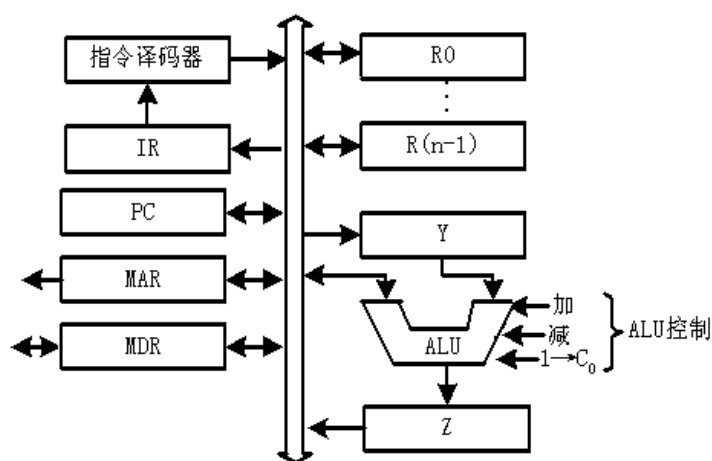 指令译码器
IR
PC
MAR
MDR
R0
R(n-1)
Y
ALU
Z
加
减
1→C₀
ALU控制